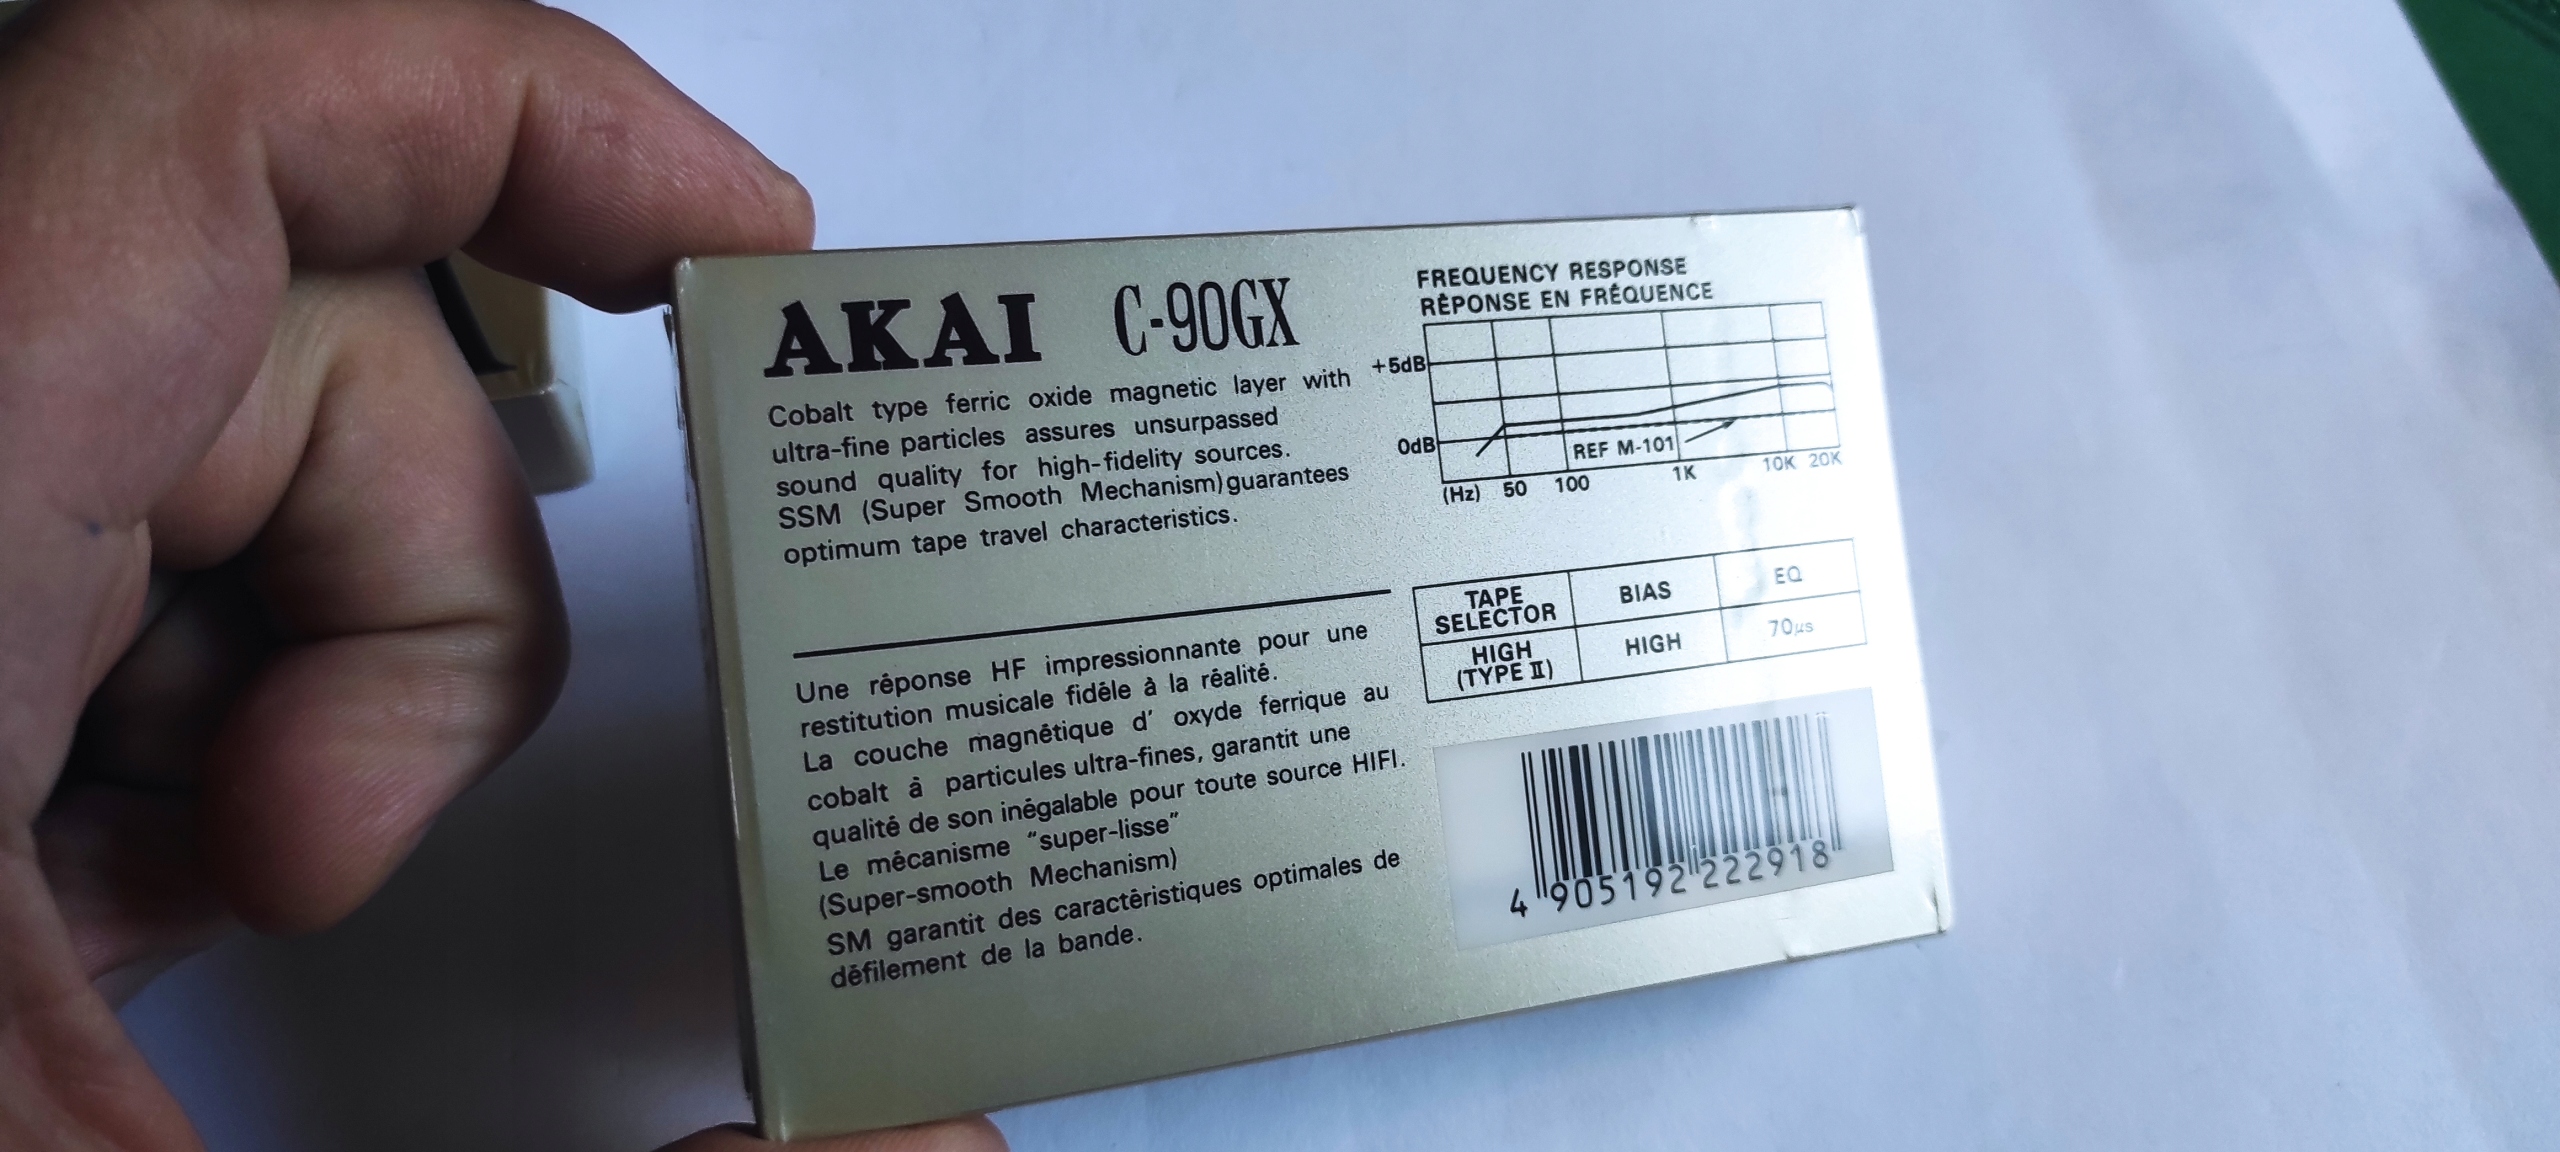 AKAI C-90GX
Cobalt type ferric oxide magnetic layer with
ultra-fine particles assures unsurpassed
sound quality for high-fidelity sources.
SSM (Super Smooth Mechanism) guarantees
optimum tape travel characteristics.
Une réponse HF impressionnante pour une
restitution musicale fidéle à la réalité.
La couche magnétique d' oxyde ferrique au
cobalt à particules ultra-fines, garantit une
qualité de son inégalable pour toute source HIFI.
Le mécanisme "super-lisse"
(Super-smooth Mechanism)
SM garantit des caractéristiques optimales de
défilement de la bande.
FREQUENCY RESPONSE
RÉPONSE EN FRÉQUENCE
+5dB
0dB
REF M-101
(Hz) 50 100 1K 10K 20K
TAPE SELECTOR BIAS EQ
HIGH (TYPE II) HIGH 70µs
4 905192 222918